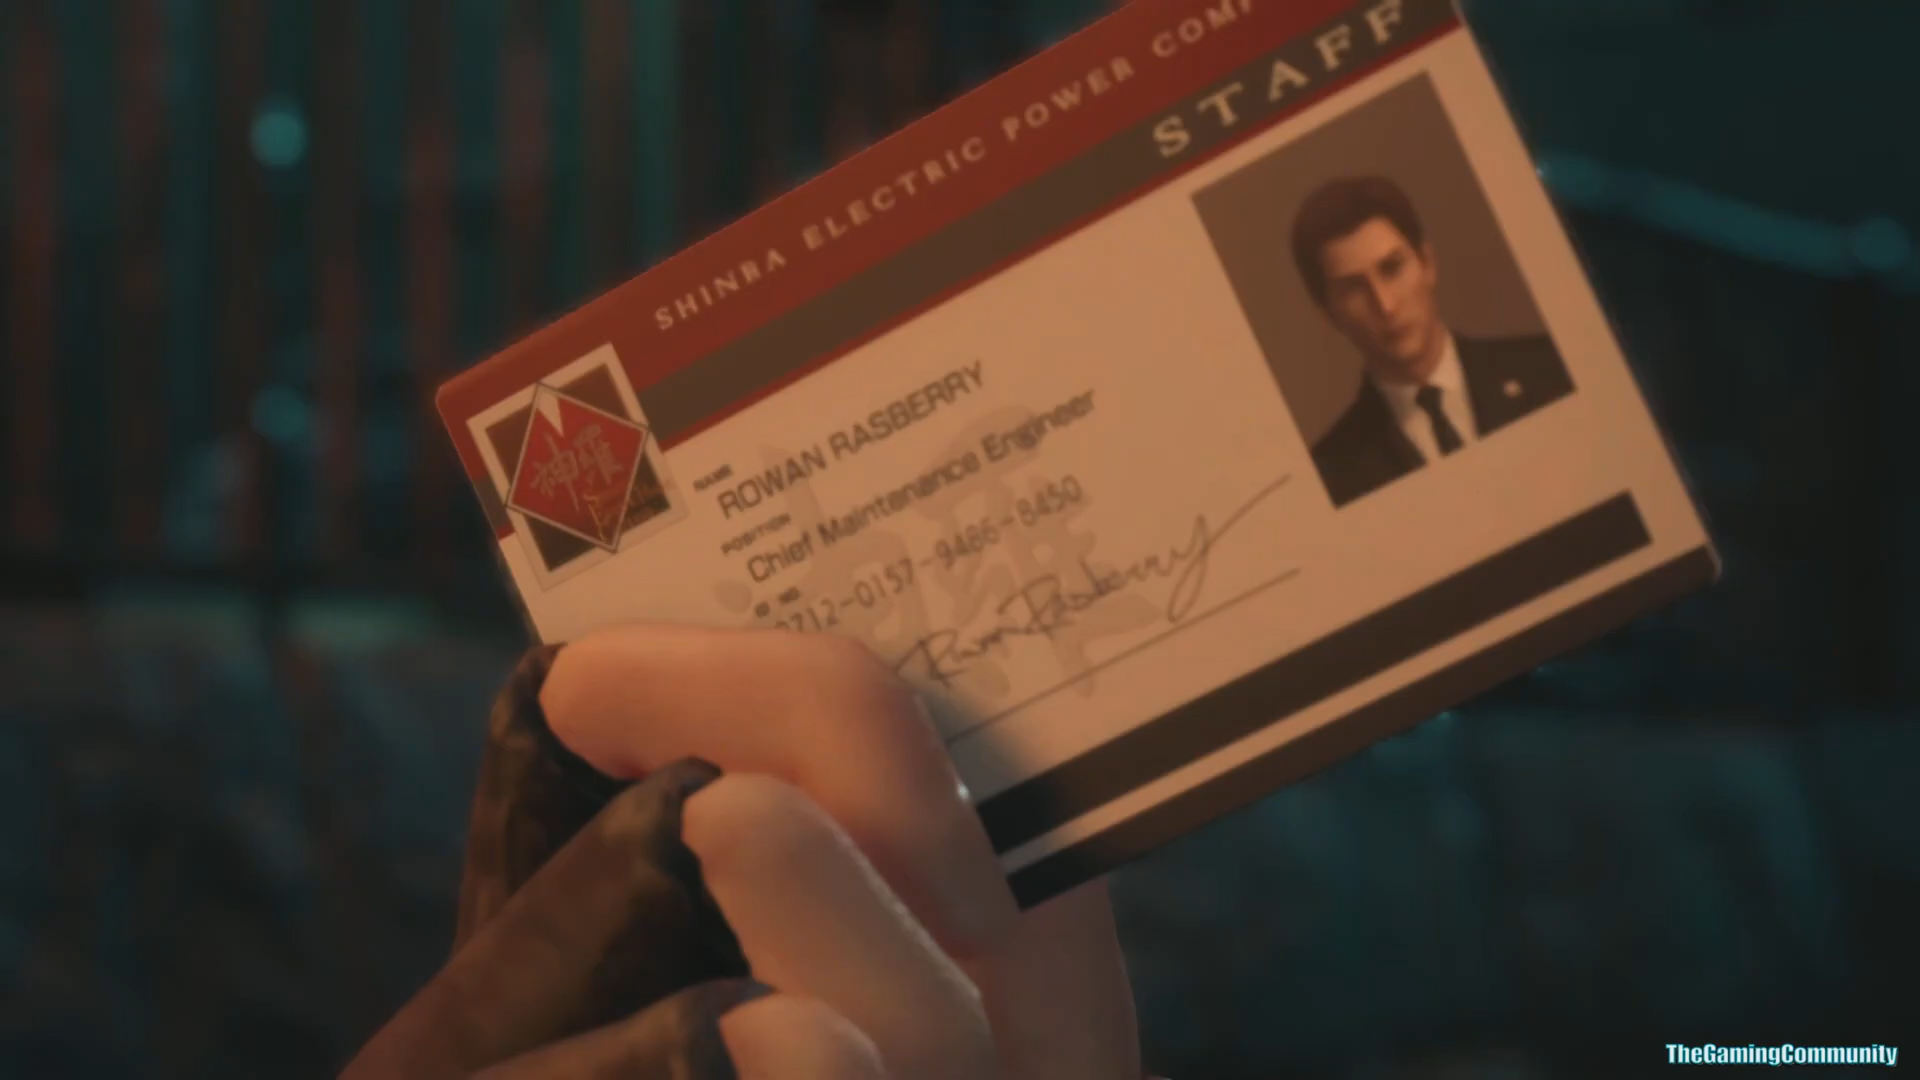 SHINRA ELECTRIC POWER COMP
STAFF
神羅
NAME
ROWAN RASBERRY
POSITION
Chief Maintenance Engineer
ID NO.
0712-0157-9486-8450
Rowan Rasberry
TheGamingCommunity